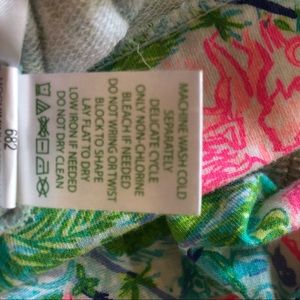 MACHINE WASH COLD
DELICATE CYCLE
SEPARATELY
ONLY NON-CHLORINE
BLEACH IF NEEDED
DO NOT WRING OR TWIST
BLOCK TO SHAPE
LAY FLAT TO DRY
LOW IRON IF NEEDED
DO NOT DRY CLEAN
682